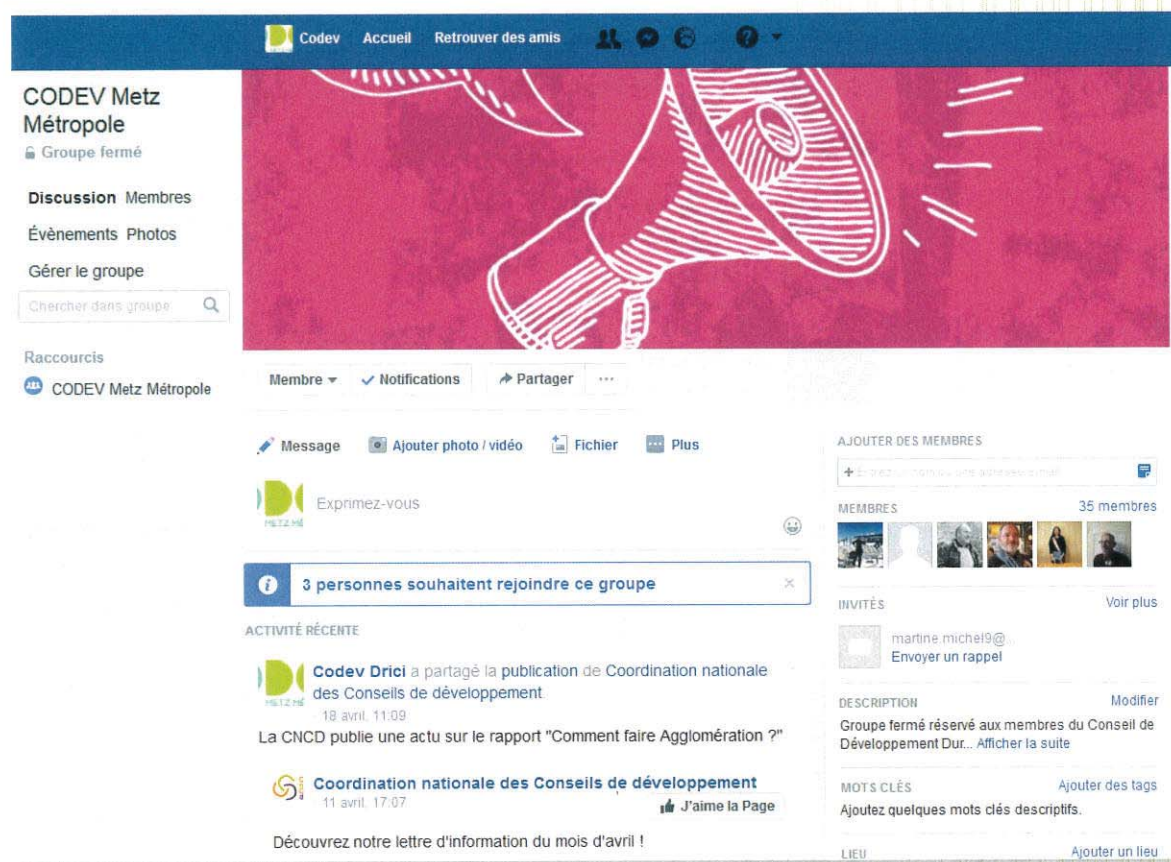 Codev Accueil Retrouver des amis
CODEV Metz
Métropole
Groupe fermé
Discussion Membres
Évènements Photos
Gérer le groupe
Chercher dans groupe
Raccourcis
CODEV Metz Métropole
Membre Notifications Partager ...
Message Ajouter photo / vidéo Fichier Plus
METZ MÉ
Exprimez-vous
3 personnes souhaitent rejoindre ce groupe
ACTIVITÉ RÉCENTE
METZ MÉ
Codev Drici a partagé la publication de Coordination nationale
des Conseils de développement
18 avril, 11:09
La CNCD publie une actu sur le rapport "Comment faire Agglomération ?"
Coordination nationale des Conseils de développement
11 avril, 17:07
J'aime la Page
Découvrez notre lettre d'information du mois d'avril !
AJOUTER DES MEMBRES
MEMBRES 35 membres
INVITÉS Voir plus
martine.michel9@...
Envoyer un rappel
DESCRIPTION Modifier
Groupe fermé réservé aux membres du Conseil de
Développement Dur... Afficher la suite
MOTS CLÉS Ajouter des tags
Ajoutez quelques mots clés descriptifs.
LIEU Ajouter un lieu